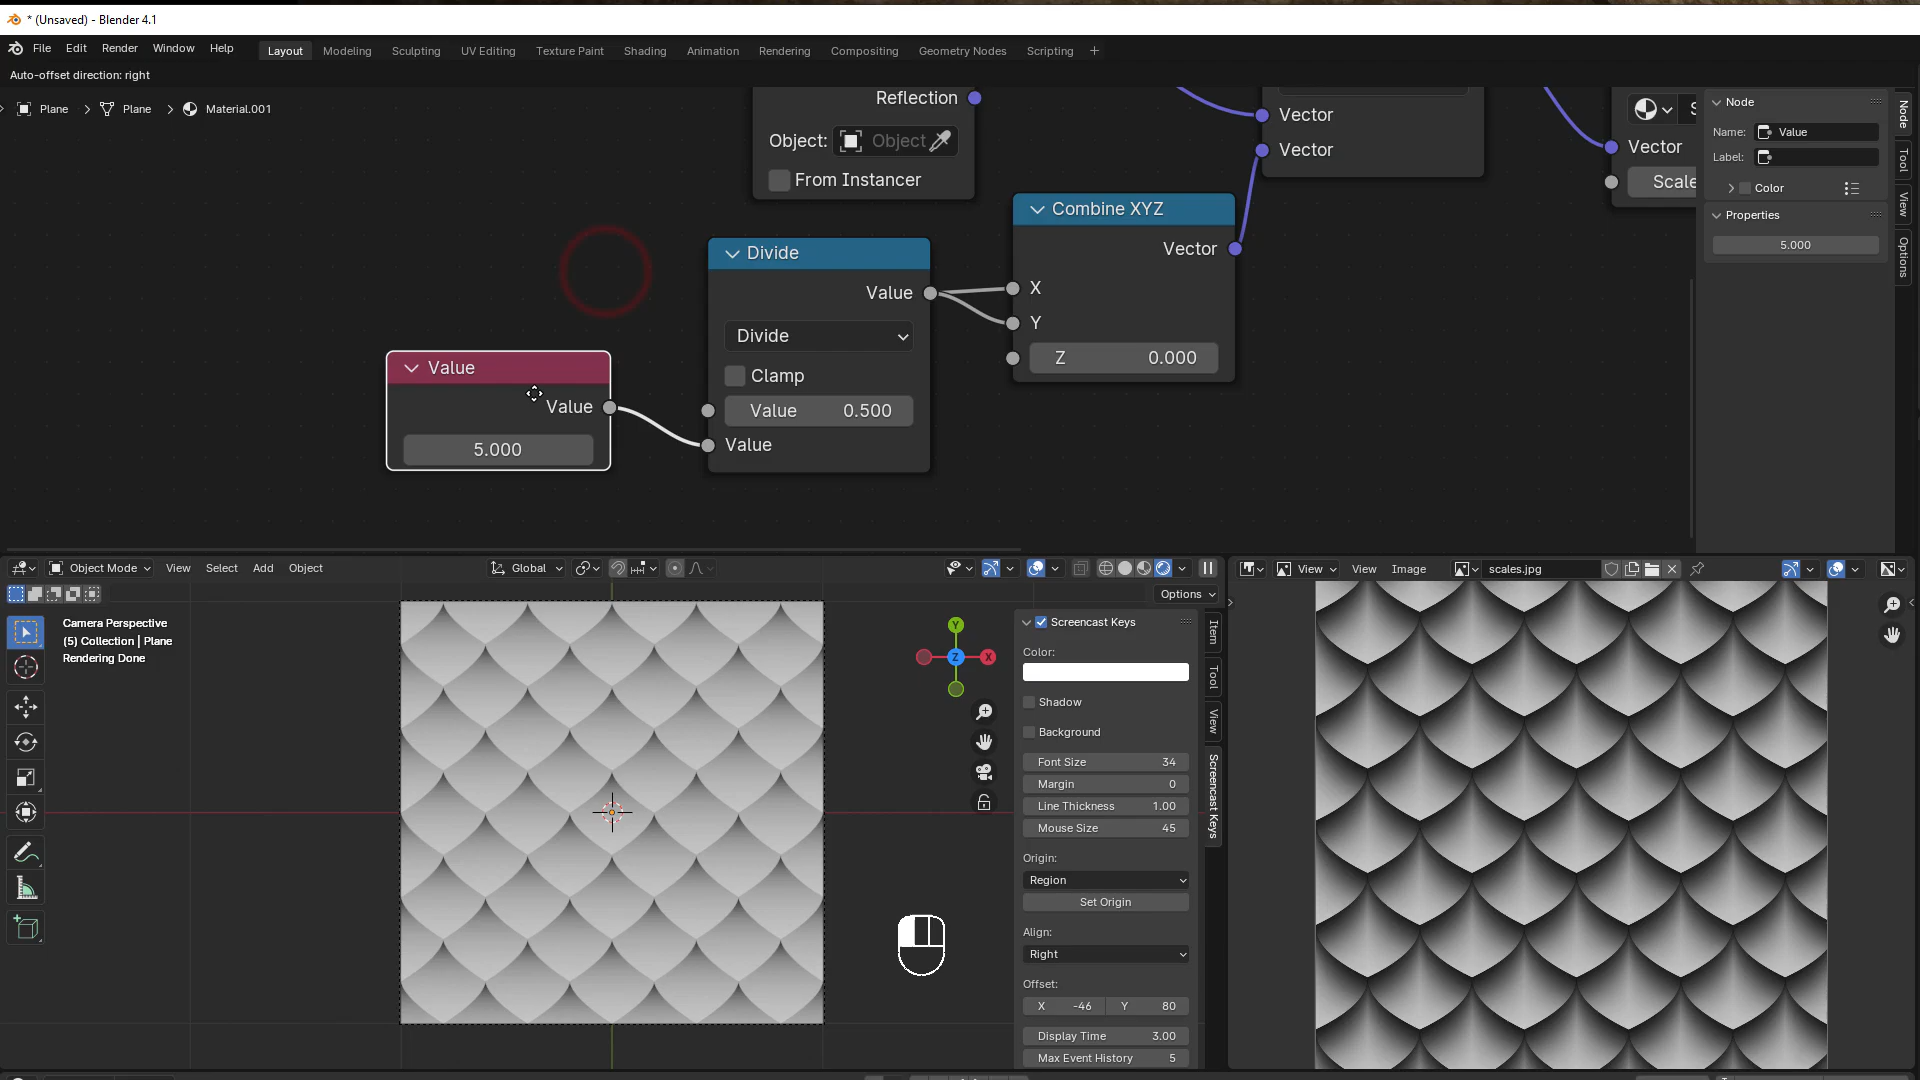 * (Unsaved) - Blender 4.1
File Edit Render Window Help
Layout Modeling Sculpting UV Editing Texture Paint Shading Animation Rendering Compositing Geometry Nodes Scripting +
Auto-offset direction: right
Plane > Plane > Material.001
Reflection
Object: Object
From Instancer
Vector
Vector
Vector
Scale
Combine XYZ
Vector
X
Y
Z 0.000
Divide
Value
Divide
Clamp
Value 0.500
Value
Value
Value
5.000
Node
Name: Value
Label:
Color
Properties
5.000
Node
Tool
View
Options
Object Mode View Select Add Object Global
Options
Camera Perspective
(5) Collection | Plane
Rendering Done
Y
Z
X
Screencast Keys
Color:
Shadow
Background
Font Size 34
Margin 0
Line Thickness 1.00
Mouse Size 45
Origin:
Region
Set Origin
Align:
Right
Offset:
X -46 Y 80
Display Time 3.00
Max Event History 5
Item
Tool
View
Screencast Keys
View View Image scales.jpg